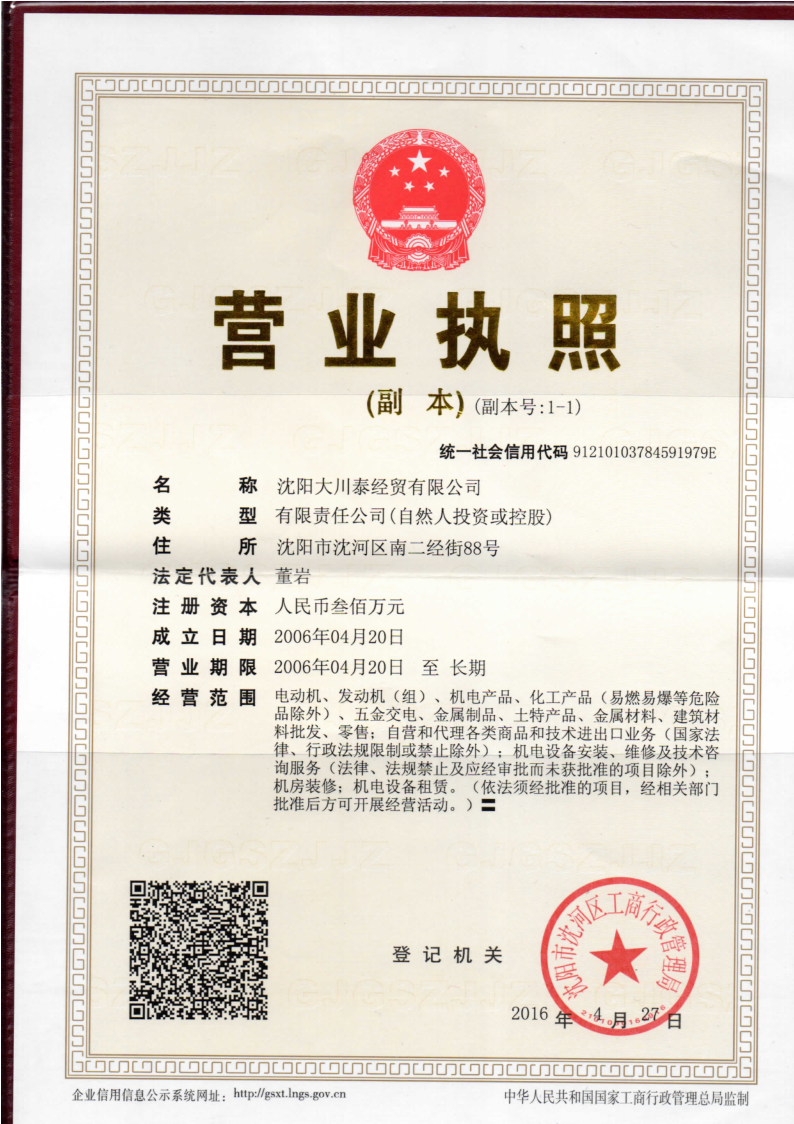 营业执照
(副 本) (副本号:1-1)
统一社会信用代码 91210103784591979E
名称 沈阳大川泰经贸有限公司
类型 有限责任公司(自然人投资或控股)
住所 沈阳市沈河区南二经街88号
法定代表人 董岩
注册资本 人民币叁佰万元
成立日期 2006年04月20日
营业期限 2006年04月20日 至 长期
经营范围 电动机、发动机（组）、机电产品、化工产品（易燃易爆等危险
品除外）、五金交电、金属制品、土特产品、金属材料、建筑材
料批发、零售；自营和代理各类商品和技术进出口业务（国家法
律、行政法规限制或禁止除外）；机电设备安装、维修及技术咨
询服务（法律、法规禁止及应经审批而未获批准的项目除外）；
机房装修；机电设备租赁。（依法须经批准的项目，经相关部门
批准后方可开展经营活动。）
沈阳市沈河区工商行政管理局
登记机关
2016 年 4 月 27 日
企业信用信息公示系统网址：http://gsxt.lngs.gov.cn
中华人民共和国国家工商行政管理总局监制